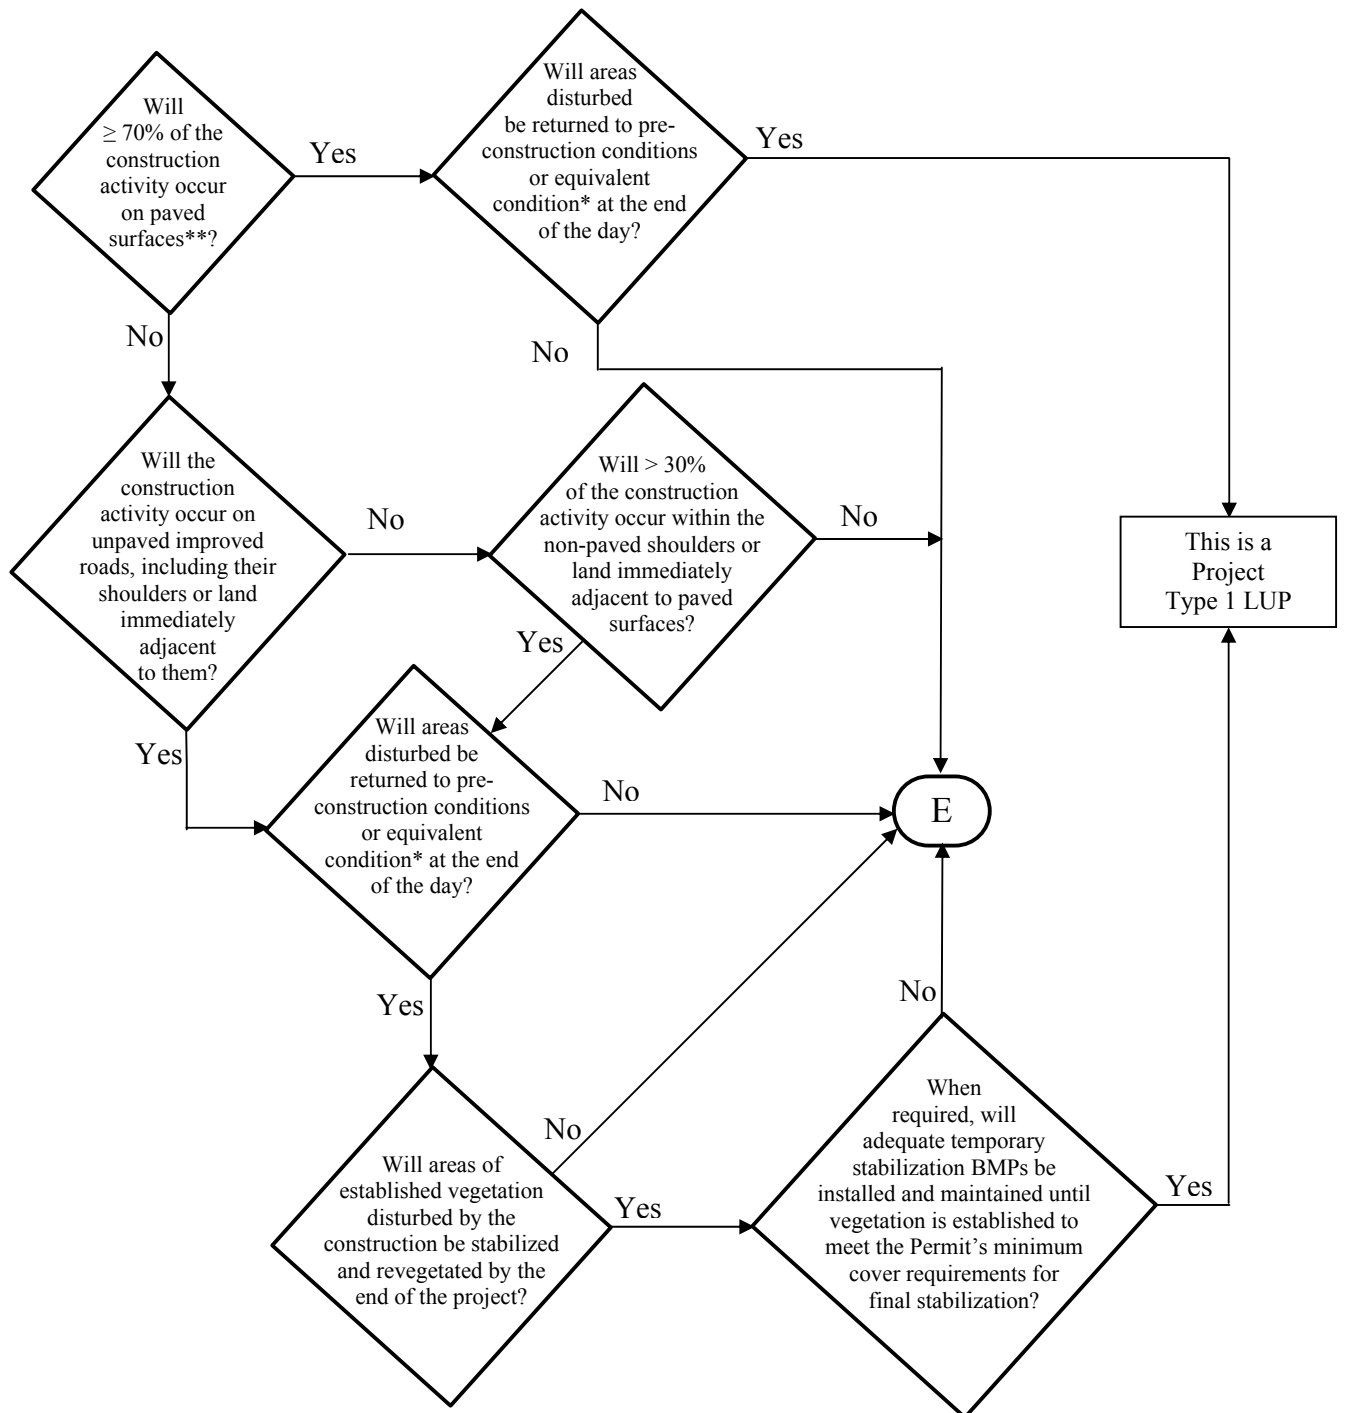 Will
≥ 70% of the
construction
activity occur
on paved
surfaces**?
Yes
No
Will areas
disturbed
be returned to pre-
construction conditions
or equivalent
condition* at the end
of the day?
Yes
No
Will the
construction
activity occur on
unpaved improved
roads, including their
shoulders or land
immediately
adjacent
to them?
No
Yes
Will > 30%
of the construction
activity occur within the
non-paved shoulders or
land immediately
adjacent to paved
surfaces?
No
Yes
This is a
Project
Type 1 LUP
Will areas
disturbed be
returned to pre-
construction conditions
or equivalent
condition* at the end
of the day?
No
Yes
E
Will areas of
established vegetation
disturbed by the
construction be stabilized
and revegetated by the
end of the project?
No
Yes
When
required, will
adequate temporary
stabilization BMPs be
installed and maintained until
vegetation is established to
meet the Permit’s minimum
cover requirements for
final stabilization?
No
Yes